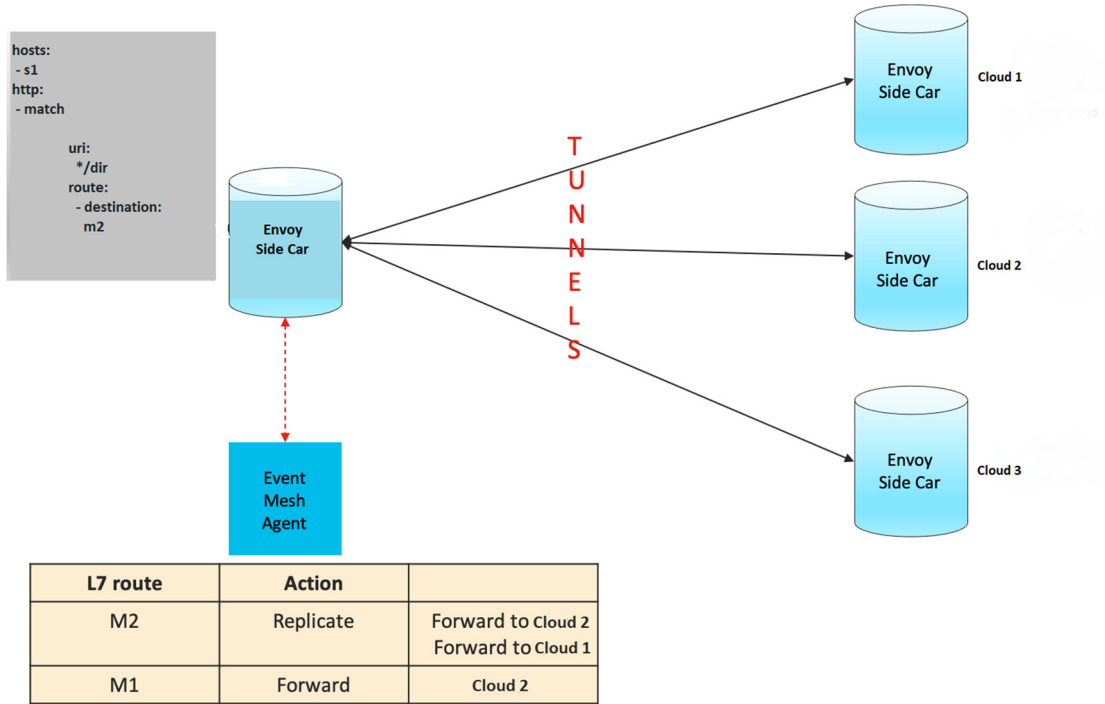 hosts:
- s1
http:
- match
uri:
*/dir
route:
- destination:
m2
Envoy
Side Car
T
U
N
N
E
L
S
Envoy
Side Car
Cloud 1
Envoy
Side Car
Cloud 2
Envoy
Side Car
Cloud 3
Event
Mesh
Agent
L7 route Action
M2 Replicate Forward to Cloud 2
Forward to Cloud 1
M1 Forward Cloud 2